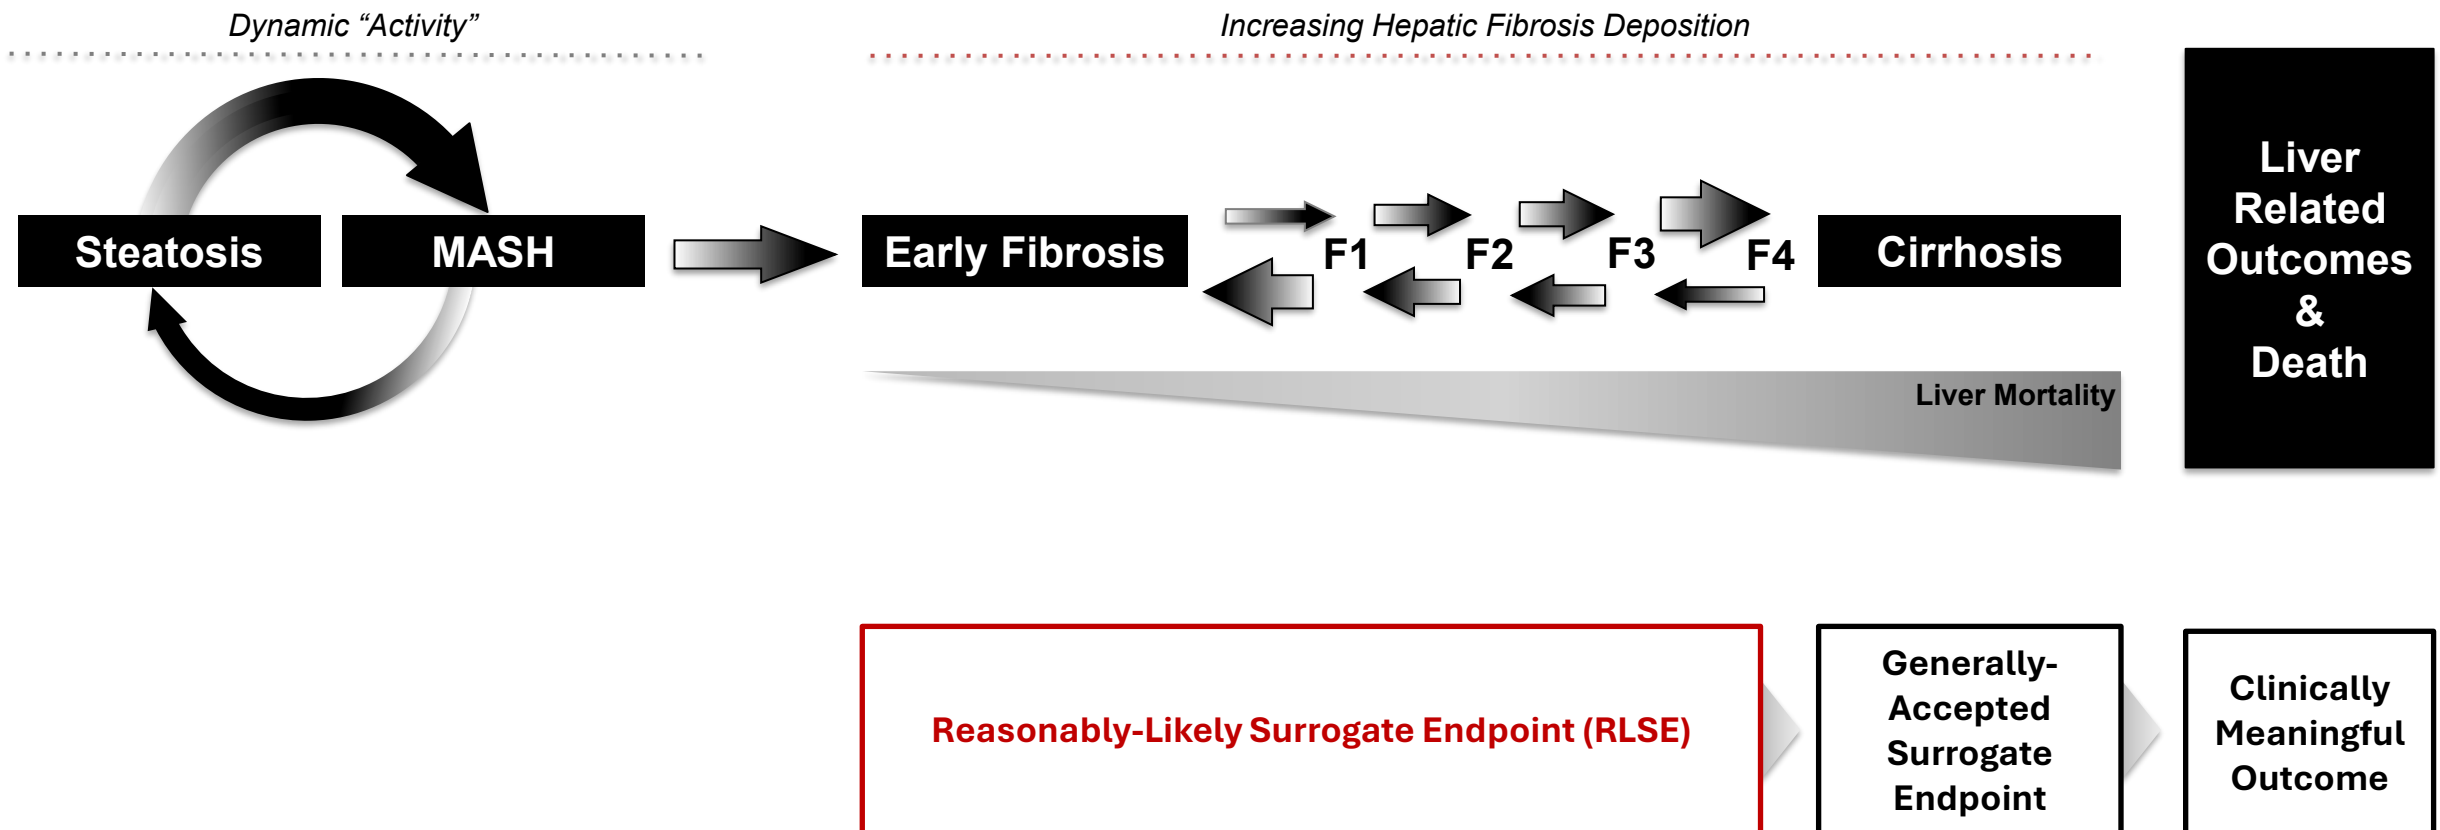 Dynamic “Activity”
Increasing Hepatic Fibrosis Deposition
Steatosis
MASH
Early Fibrosis
F1
F2
F3
F4
Cirrhosis
Liver
Related
Outcomes
&
Death
Liver Mortality
Reasonably-Likely Surrogate Endpoint (RLSE)
Generally-
Accepted
Surrogate
Endpoint
Clinically
Meaningful
Outcome